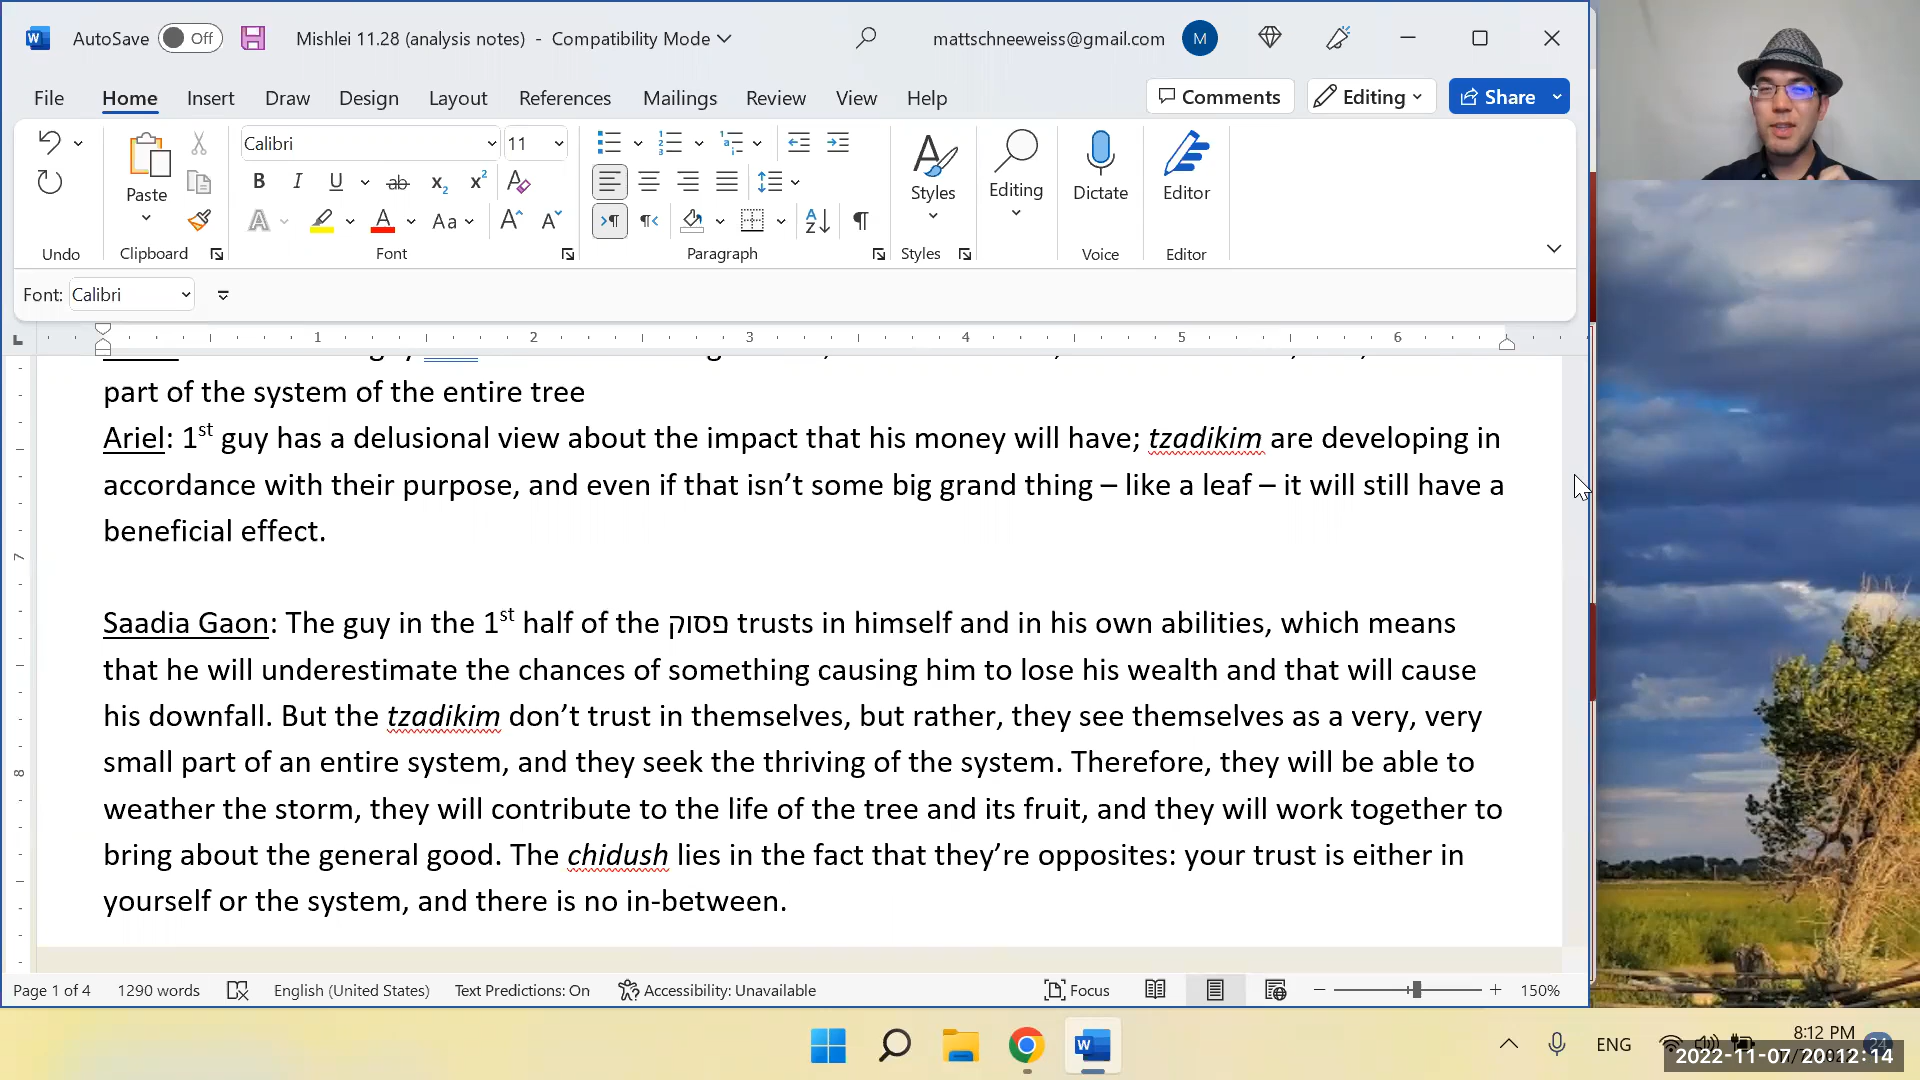 AutoSave Off Mishlei 11.28 (analysis notes) - Compatibility Mode mattschneeweiss@gmail.com M
File Home Insert Draw Design Layout References Mailings Review View Help Comments Editing Share
Calibri 11
Paste Styles Editing Dictate Editor
Undo Clipboard Font Paragraph Styles Voice Editor
Font: Calibri
1 2 3 4 5 6
part of the system of the entire tree
Ariel: 1st guy has a delusional view about the impact that his money will have; tzadikim are developing in
accordance with their purpose, and even if that isn’t some big grand thing – like a leaf – it will still have a
beneficial effect.
Saadia Gaon: The guy in the 1st half of the פסוק trusts in himself and in his own abilities, which means
that he will underestimate the chances of something causing him to lose his wealth and that will cause
his downfall. But the tzadikim don’t trust in themselves, but rather, they see themselves as a very, very
small part of an entire system, and they seek the thriving of the system. Therefore, they will be able to
weather the storm, they will contribute to the life of the tree and its fruit, and they will work together to
bring about the general good. The chidush lies in the fact that they’re opposites: your trust is either in
yourself or the system, and there is no in-between.
Page 1 of 4 1290 words English (United States) Text Predictions: On Accessibility: Unavailable Focus 150%
ENG 8:12 PM 24
2022-11-07 20:12:14